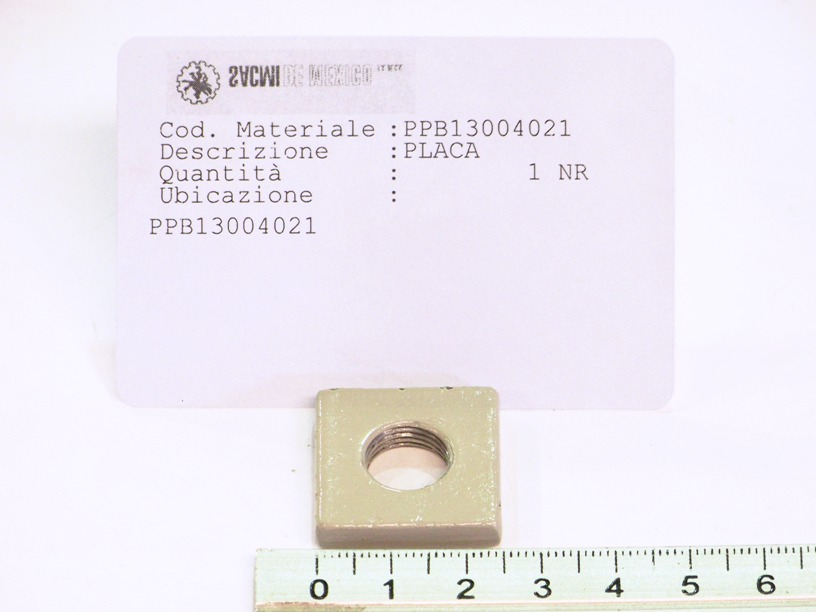 SACMI DE MEXICO
Cod. Materiale :PPB13004021
Descrizione :PLACA
Quantità : 1 NR
Ubicazione :
PPB13004021
0 1 2 3 4 5 6